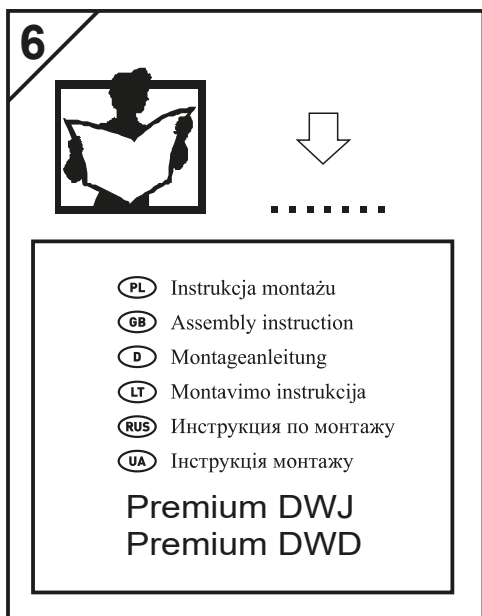 6
PL Instrukcja montażu
GB Assembly instruction
D Montageanleitung
LT Montavimo instrukcija
RUS Инструкция по монтажу
UA Інструкція монтажу
Premium DWJ
Premium DWD